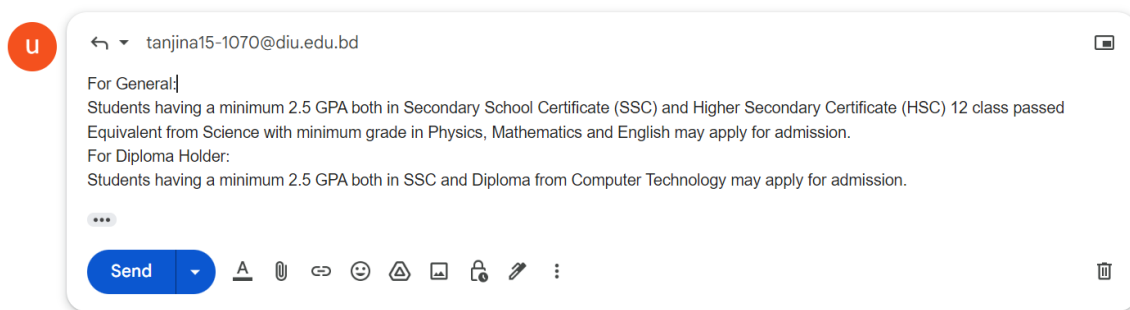 u
tanjina15-1070@diu.edu.bd
For General:
Students having a minimum 2.5 GPA both in Secondary School Certificate (SSC) and Higher Secondary Certificate (HSC) 12 class passed
Equivalent from Science with minimum grade in Physics, Mathematics and English may apply for admission.
For Diploma Holder:
Students having a minimum 2.5 GPA both in SSC and Diploma from Computer Technology may apply for admission.
Send
A